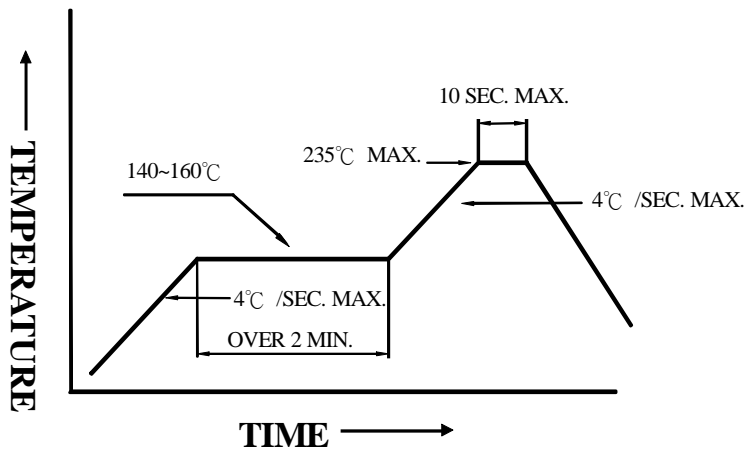 10 SEC. MAX.
235℃ MAX.
140~160℃
4℃ /SEC. MAX.
4℃ /SEC. MAX.
OVER 2 MIN.
TEMPERATURE
TIME